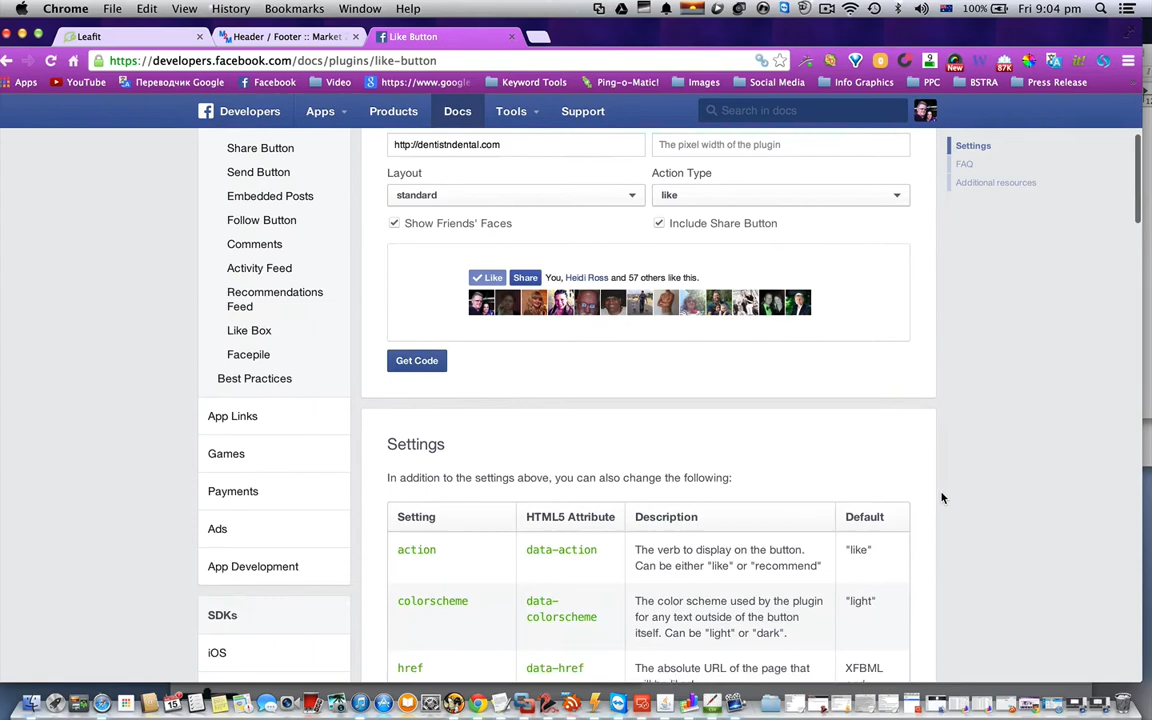 Chrome File Edit View History Bookmarks Window Help 100% Fri 9:04 pm
Leafit Header / Footer :: Market Like Button
https://developers.facebook.com/docs/plugins/like-button
Apps YouTube Переводчик Google Video Facebook https://www.google. Keyword Tools Ping-o-Matic! Images Social Media Info Graphics PPC BSTRA Press Release
Developers Apps Products Docs Tools Support Search in docs
Share Button
Send Button
Embedded Posts
Follow Button
Comments
Activity Feed
Recommendations
Feed
Like Box
Facepile
Best Practices
App Links
Games
Payments
Ads
App Development
SDKs
iOS
http://dentistndental.com The pixel width of the plugin
Layout Action Type
standard like
Show Friends' Faces Include Share Button
Like Share You, Heidi Ross and 57 others like this.
Get Code
Settings
In addition to the settings above, you can also change the following:
Setting HTML5 Attribute Description Default
action data-action The verb to display on the button. "like"
Can be either "like" or "recommend"
colorscheme data- The color scheme used by the plugin "light"
colorscheme for any text outside of the button
itself. Can be "light" or "dark".
href data-href The absolute URL of the page that XFBML
Settings
FAQ
Additional resources